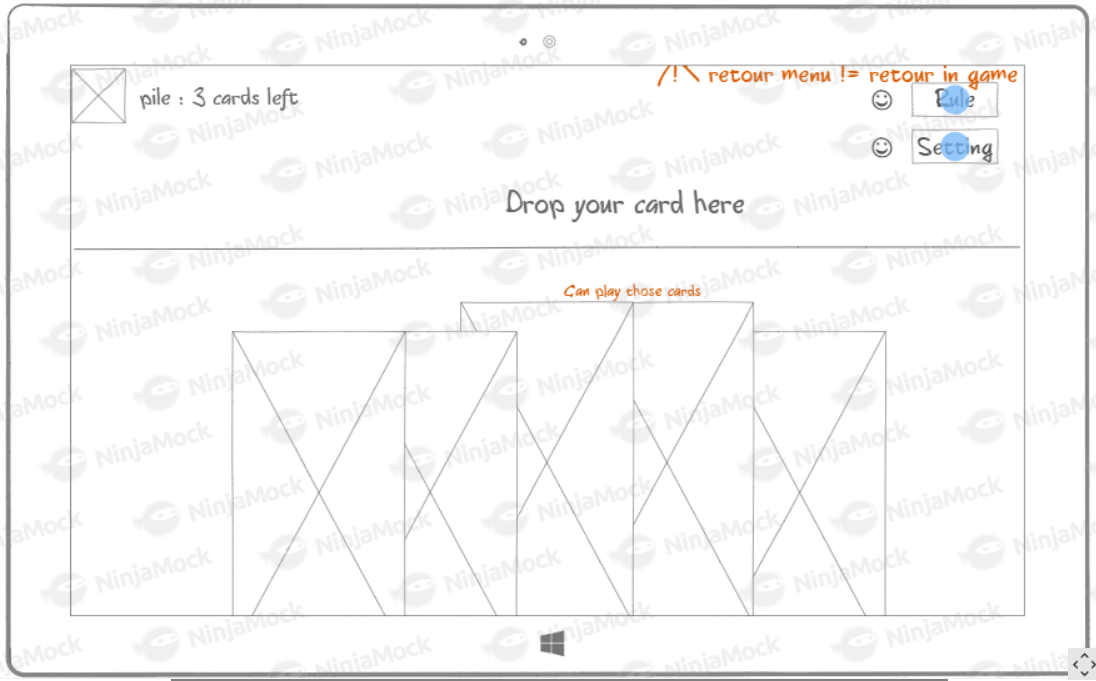 /!\ retour menu != retour in game
pile : 3 cards left
Rule
Setting
Drop your card here
Can play those cards
NinjaMock